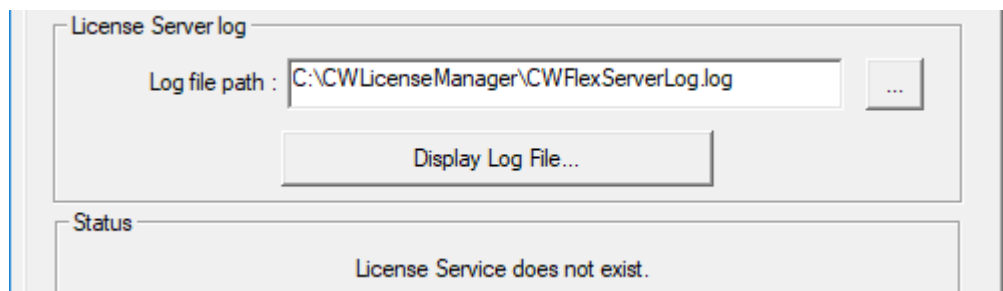 License Server log
Log file path : C:\CWLicenseManager\CWFlexServerLog.log ...
Display Log File...
Status
License Service does not exist.